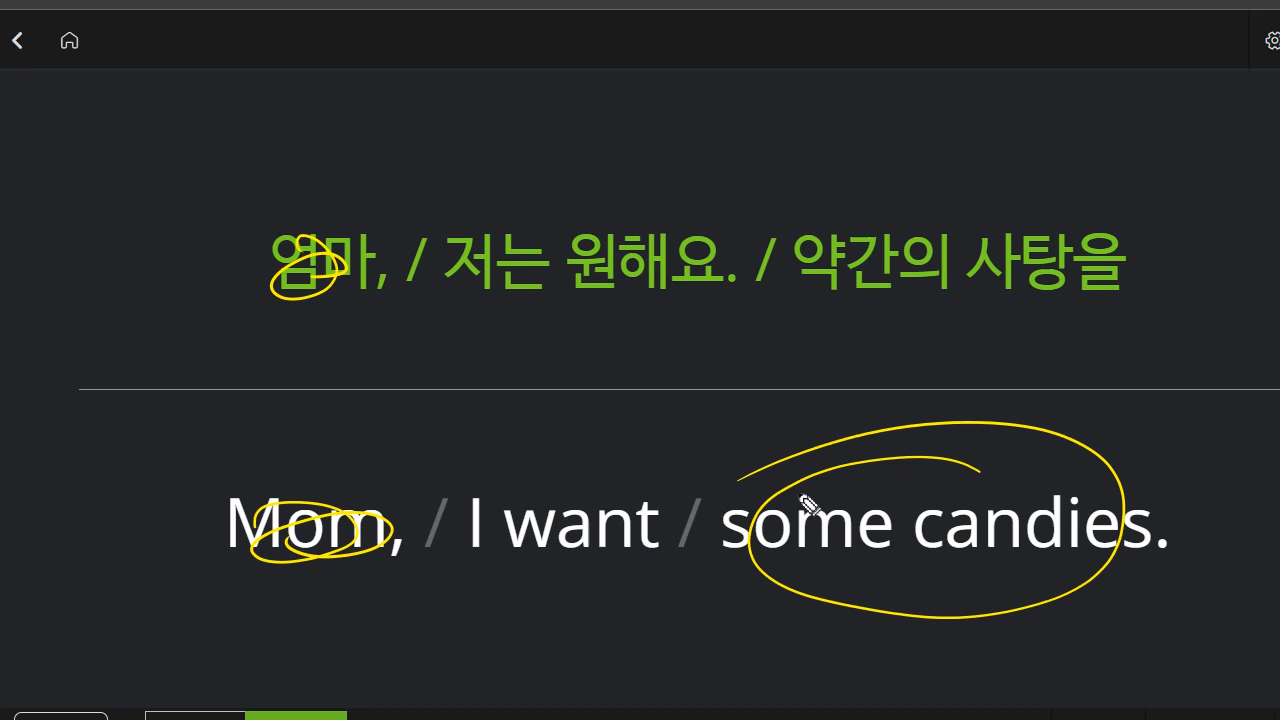 엄마, / 저는 원해요. / 약간의 사탕을
Mom, / I want / some candies.